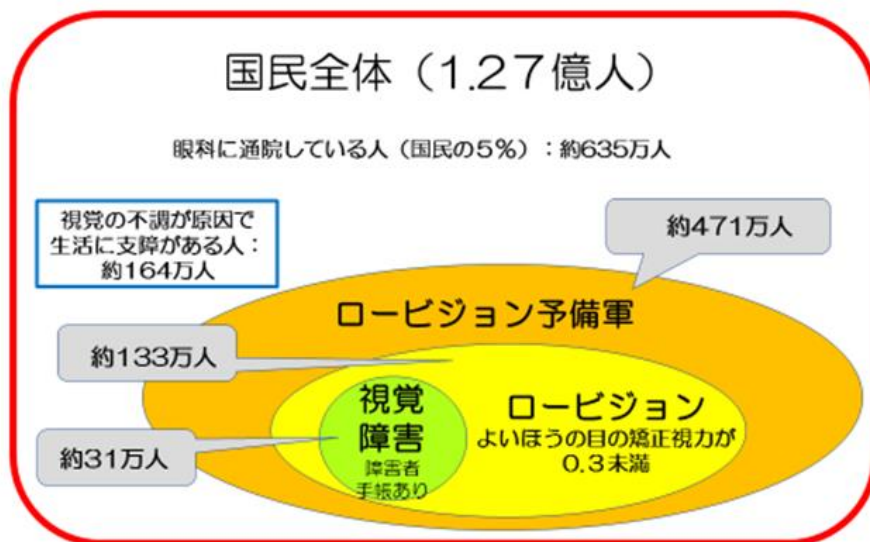 国民全体（1.27億人）
眼科に通院している人（国民の5%）：約635万人
視覚の不調が原因で
生活に支障がある人：
約164万人
約471万人
ロービジョン予備軍
約133万人
視覚
障害
障害者
手帳あり
ロービジョン
よいほうの目の矯正視力が
0.3未満
約31万人